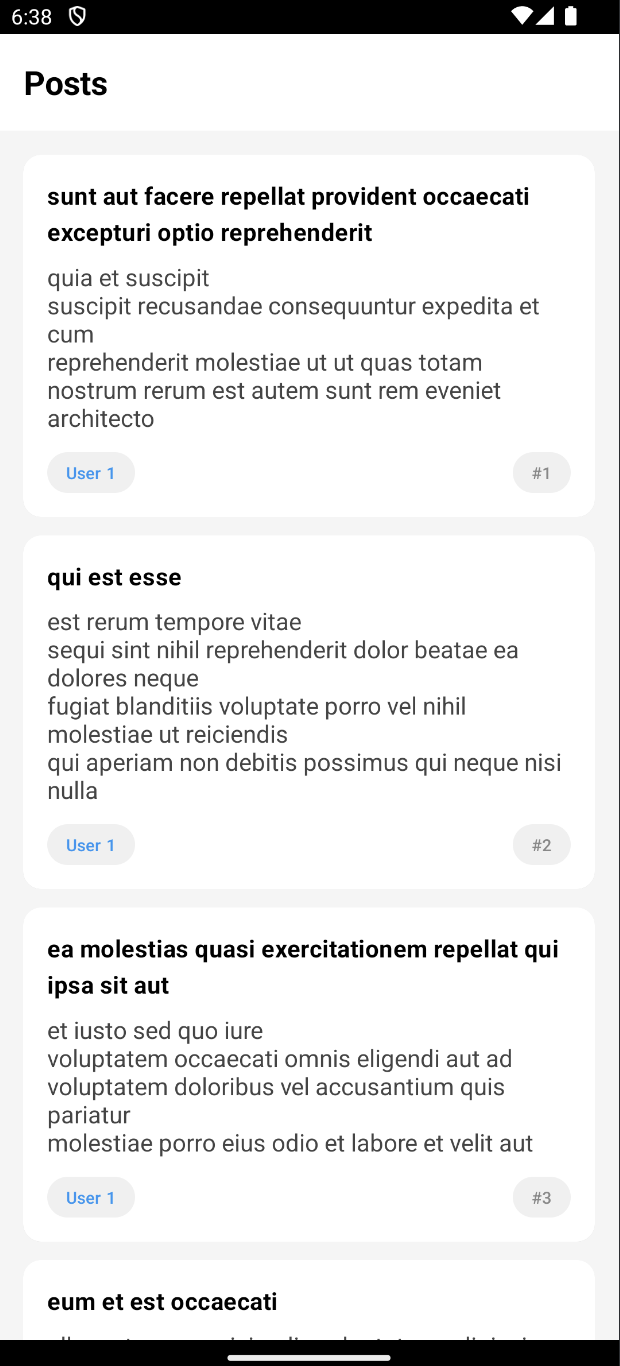 6:38
Posts
sunt aut facere repellat provident occaecati
excepturi optio reprehenderit
quia et suscipit
suscipit recusandae consequuntur expedita et
cum
reprehenderit molestiae ut ut quas totam
nostrum rerum est autem sunt rem eveniet
architecto
User 1 #1
qui est esse
est rerum tempore vitae
sequi sint nihil reprehenderit dolor beatae ea
dolores neque
fugiat blanditiis voluptate porro vel nihil
molestiae ut reiciendis
qui aperiam non debitis possimus qui neque nisi
nulla
User 1 #2
ea molestias quasi exercitationem repellat qui
ipsa sit aut
et iusto sed quo iure
voluptatem occaecati omnis eligendi aut ad
voluptatem doloribus vel accusantium quis
pariatur
molestiae porro eius odio et labore et velit aut
User 1 #3
eum et est occaecati